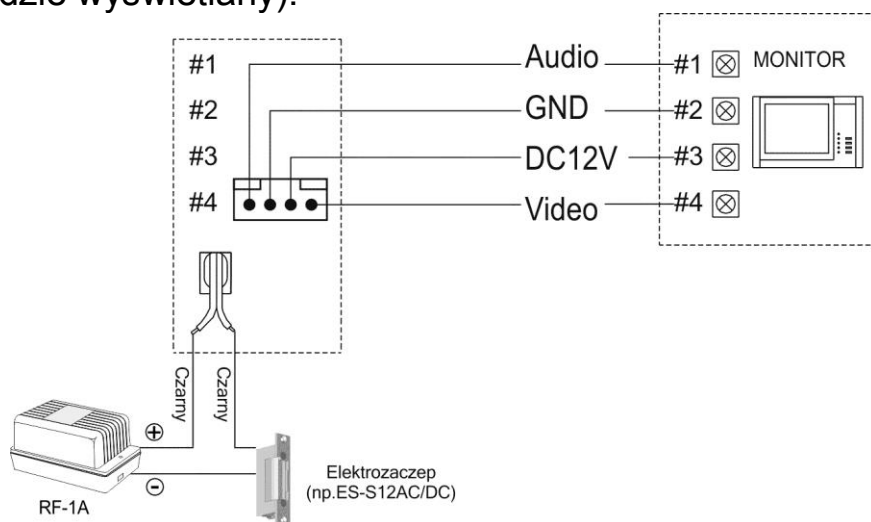 wyświetlany).
#1 Audio #1 MONITOR
#2 GND #2
#3 DC12V #3
#4 Video #4
Czarny Czarny
+
−
RF-1A
Elektrozaczep
(np.ES-S12AC/DC)